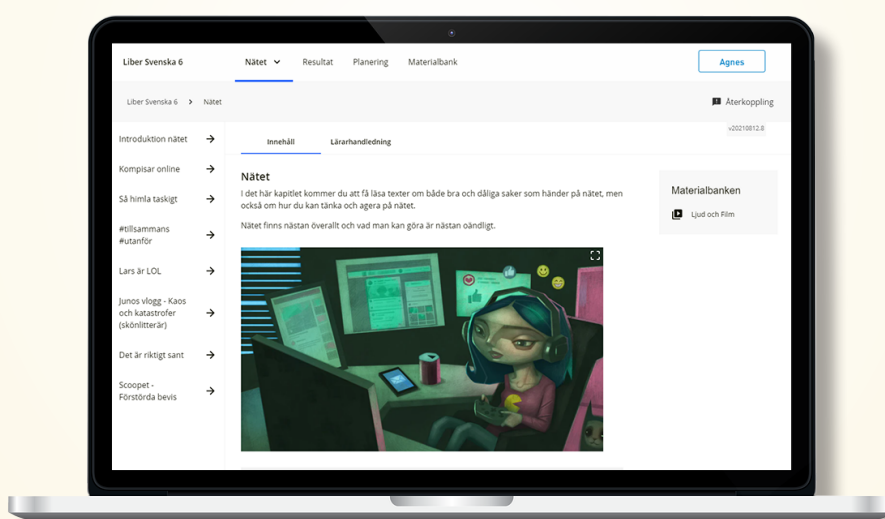 Liber Svenska 6
Nätet
Resultat
Planering
Materialbank
Agnes
Liber Svenska 6 > Nätet
Återkoppling
v20210812.8
Introduktion nätet
Kompisar online
Så himla taskigt
#tillsammans
#utanför
Lars är LOL
Junos vlogg - Kaos
och katastrofer
(skönlitterär)
Det är riktigt sant
Scoopet -
Förstörda bevis
Innehåll
Lärarhandledning
Nätet
I det här kapitlet kommer du att få läsa texter om både bra och dåliga saker som händer på nätet, men
också om hur du kan tänka och agera på nätet.
Nätet finns nästan överallt och vad man kan göra är nästan oändligt.
Materialbanken
Ljud och Film